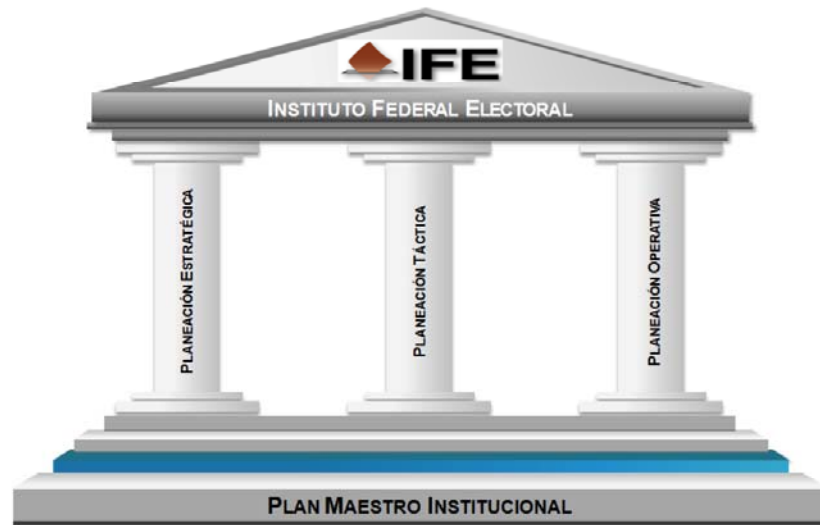 IFE
INSTITUTO FEDERAL ELECTORAL
PLANEACIÓN ESTRATÉGICA
PLANEACIÓN TÁCTICA
PLANEACIÓN OPERATIVA
PLAN MAESTRO INSTITUCIONAL